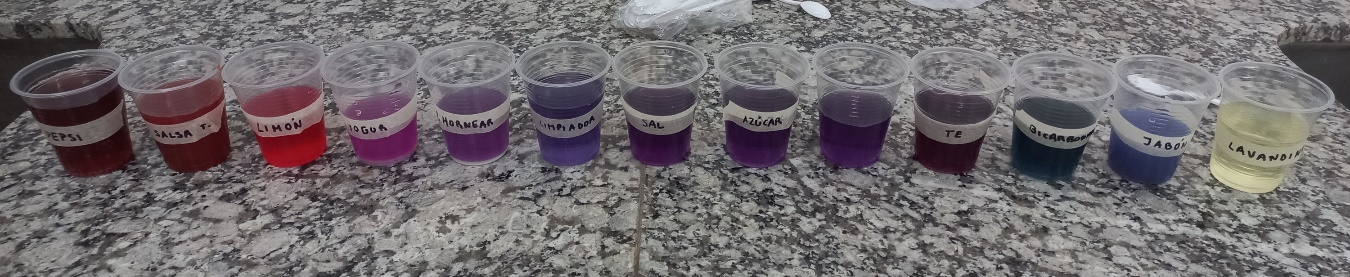 PEPSI
SALSA T.
LIMÓN
YOGUR
HORNEAR
LIMPIADOR
SAL
AZÚCAR
TE
BICARBONA
JABÓN
LAVANDI